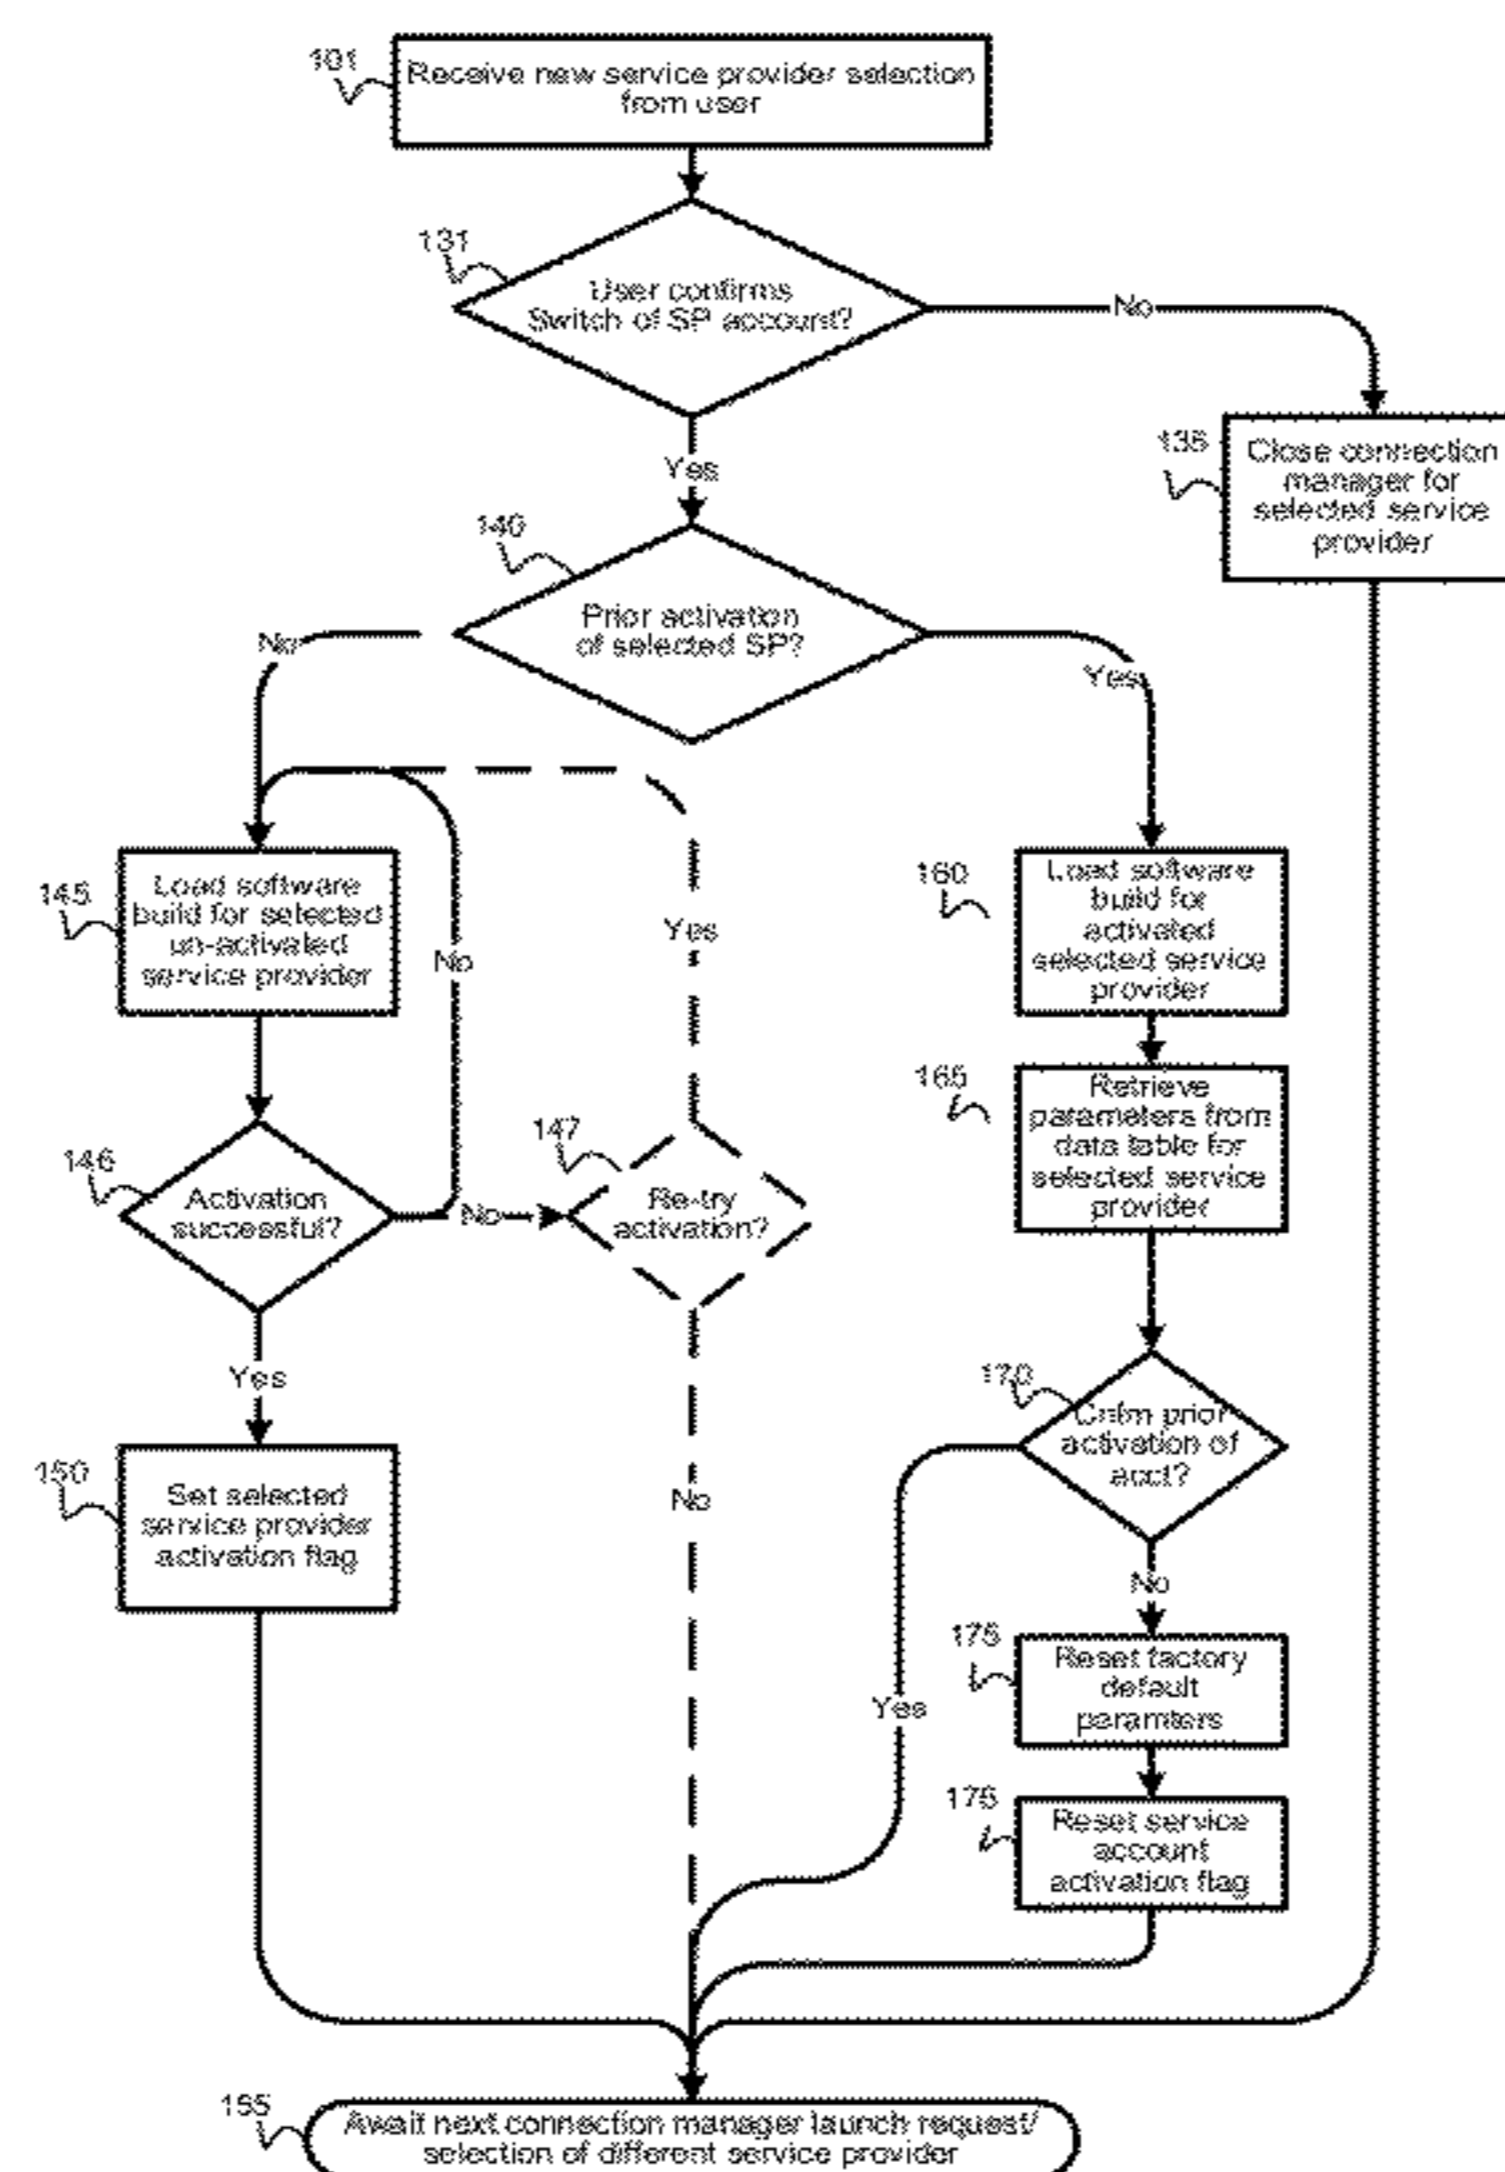 101
Receive new service provider selection
from user
131
User confirms
Switch of SP account?
No
Yes
135
Close connection
manager for
selected service
provider
140
Prior activation
of selected SP?
No
Yes
145
Load software
build for selected
un-activated
service provider
No
Yes
160
Load software
build for
activated
selected service
provider
165
Retrieve
parameters from
data table for
selected service
provider
146
Activation
successful?
No
147
Re-try
activation?
Yes
No
150
Set selected
service provider
activation flag
170
Cnfm prior
activation of
acct?
No
Yes
175
Reset factory
default
paramters
176
Reset service
account
activation flag
155
Await next connection manager launch request/
selection of different service provider